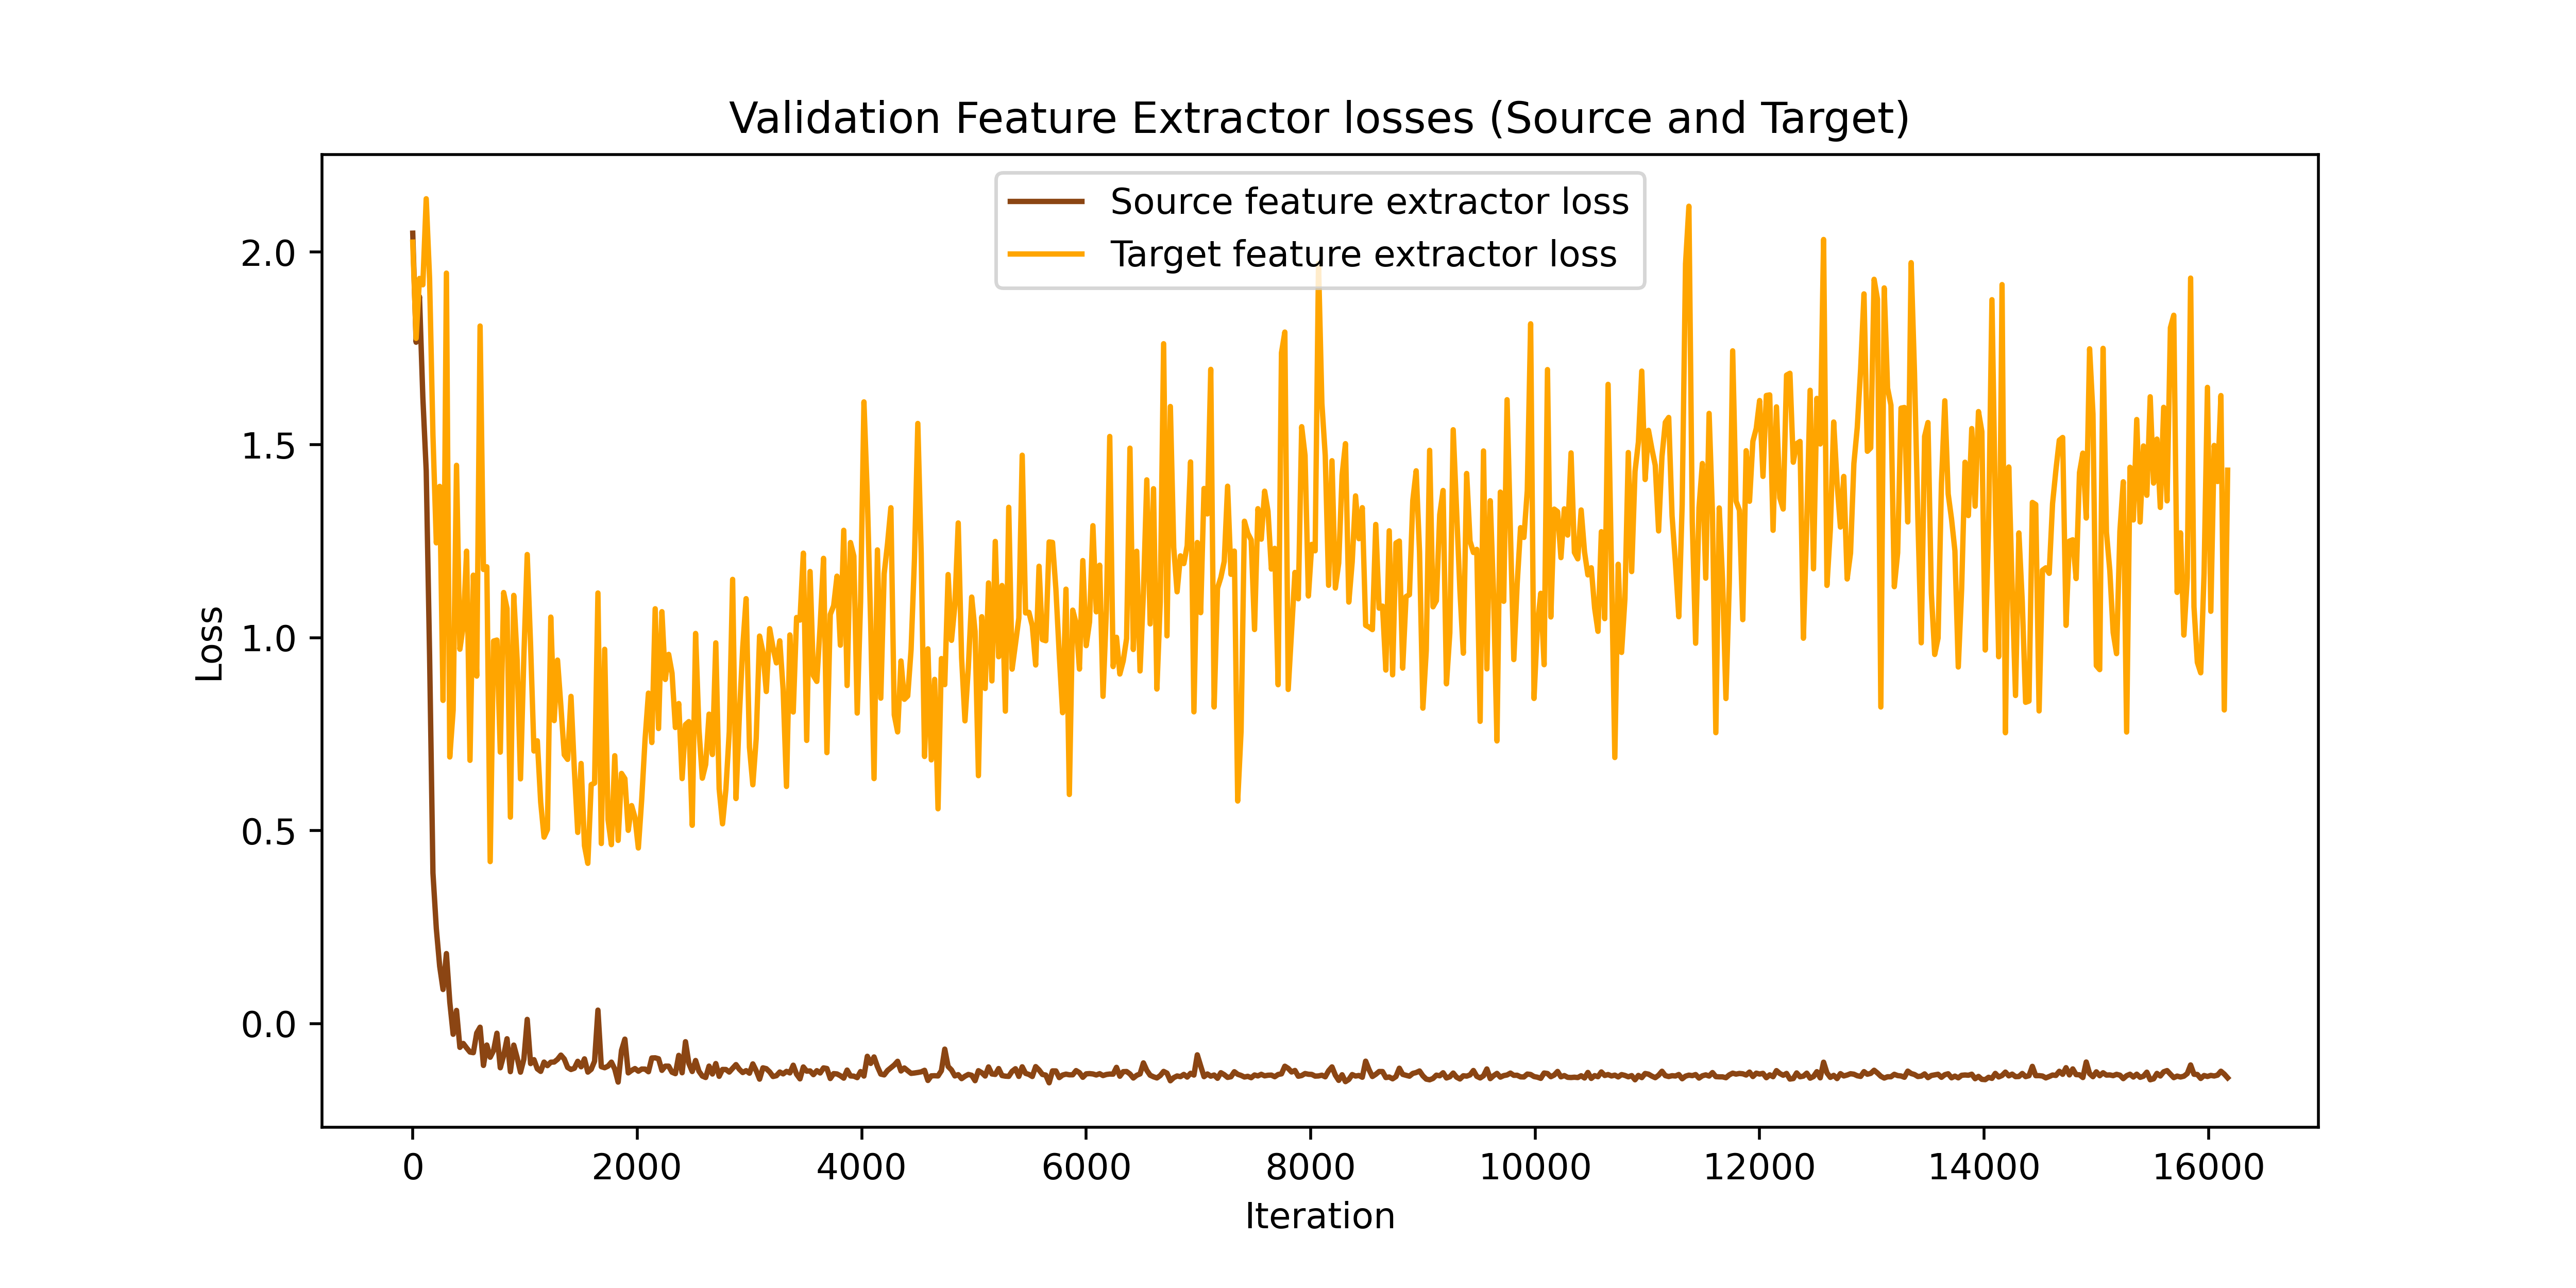 Validation Feature Extractor losses (Source and Target)
Source feature extractor loss
Target feature extractor loss
Loss
2.0
1.5
1.0
0.5
0.0
0 2000 4000 6000 8000 10000 12000 14000 16000
Iteration